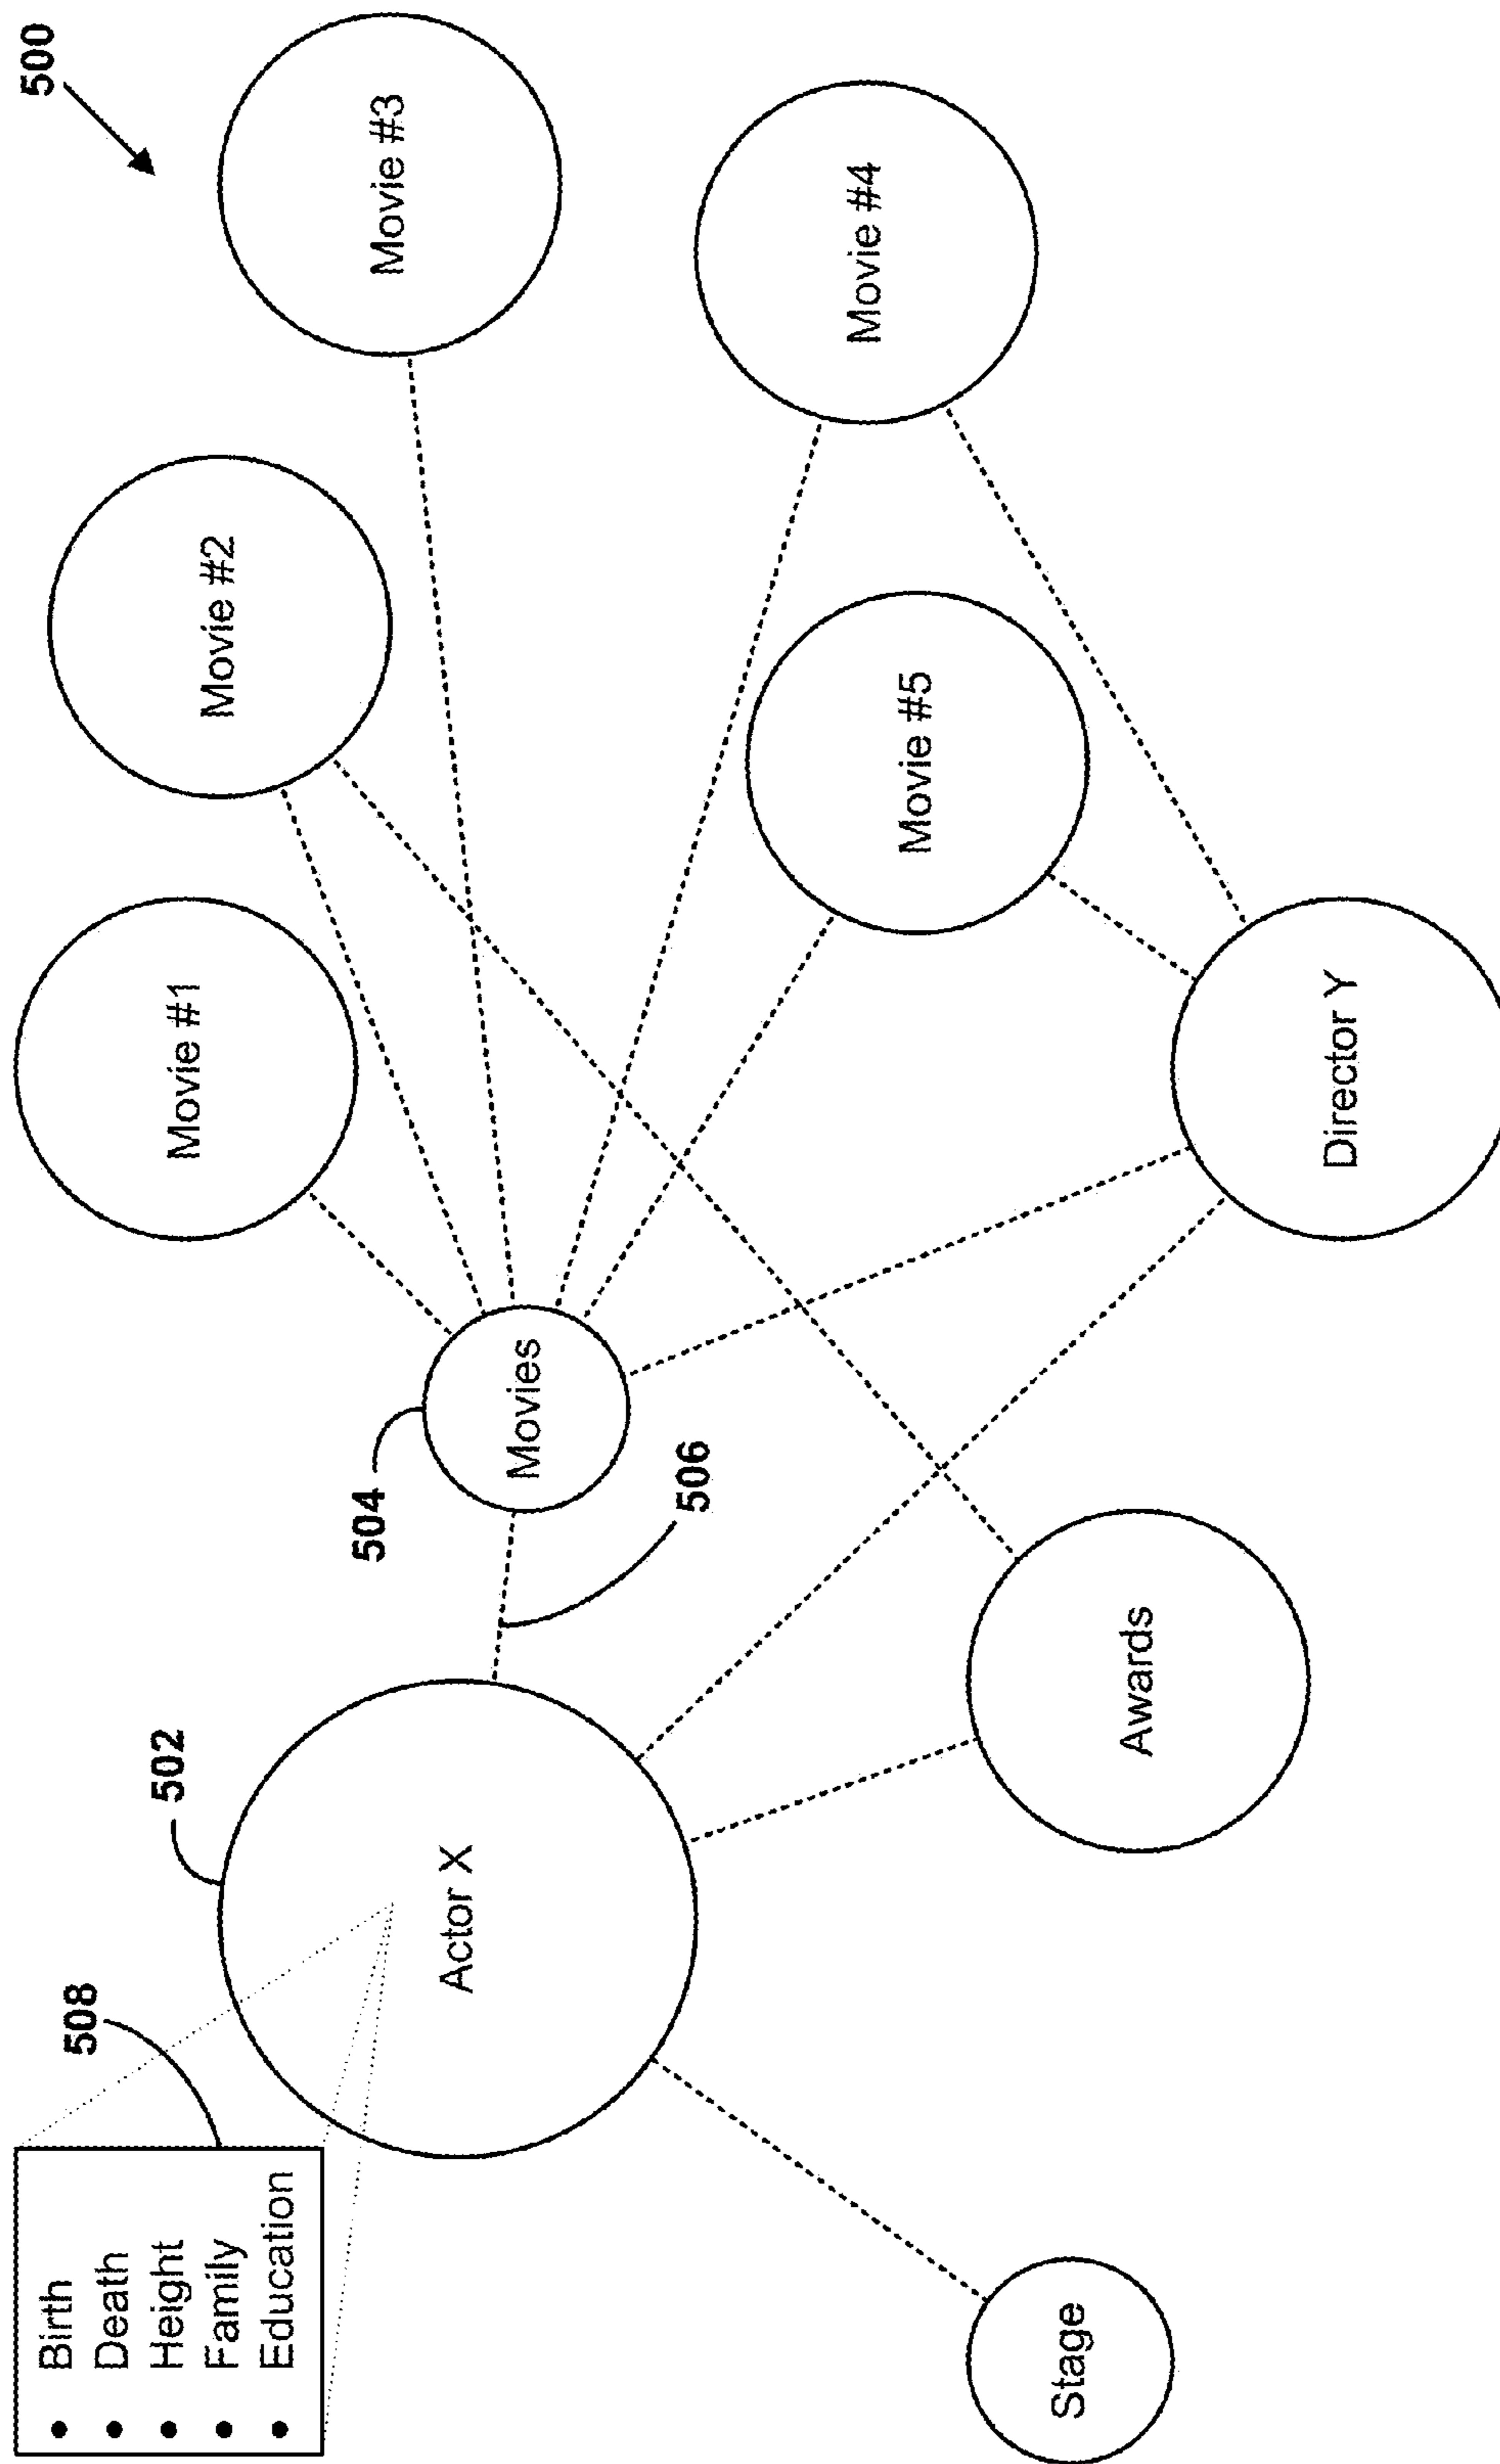 500
508
502
504
506
• Birth
• Death
• Height
• Family
• Education
Actor X
Movies
Movie #1
Movie #2
Movie #3
Movie #4
Movie #5
Director Y
Awards
Stage